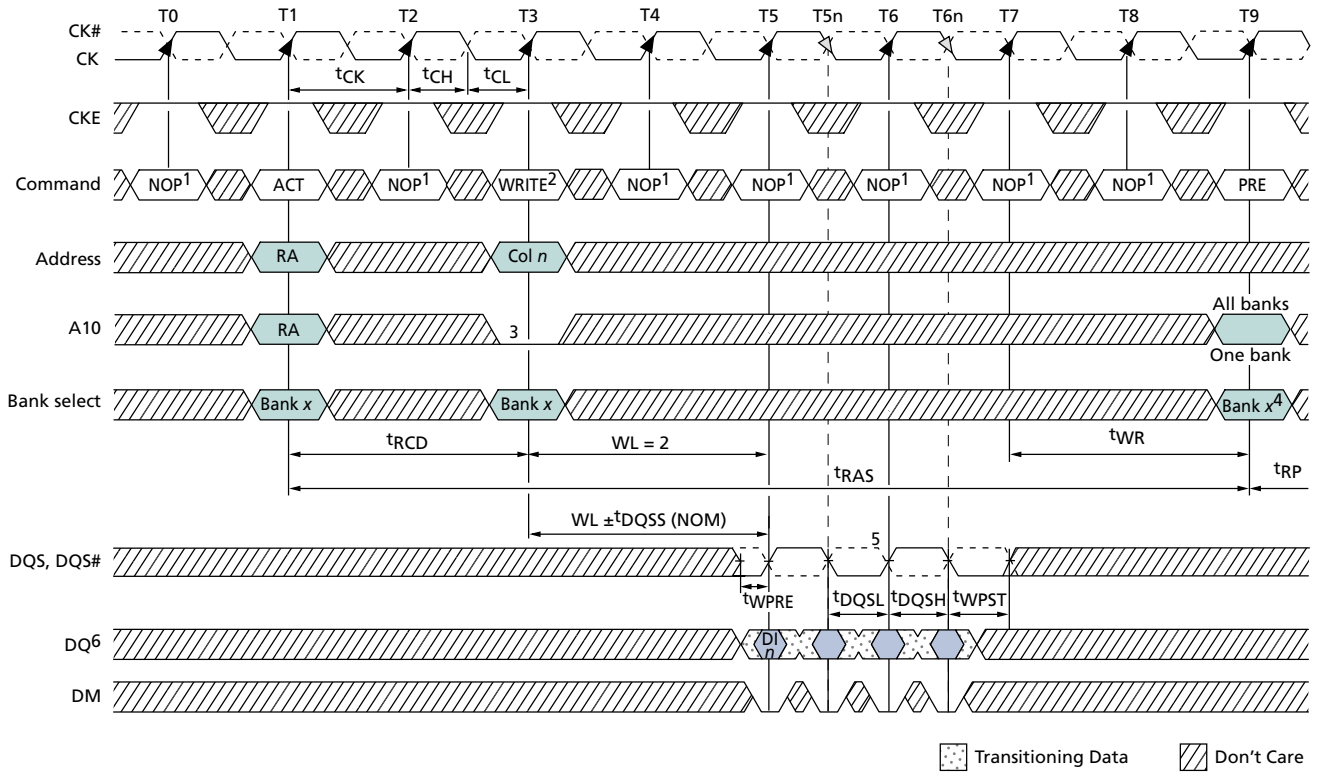 T0 T1 T2 T3 T4 T5 T5n T6 T6n T7 T8 T9
CK#
CK
tCK tCH tCL
CKE
Command NOP1 ACT NOP1 WRITE2 NOP1 NOP1 NOP1 NOP1 NOP1 PRE
Address RA Col n
All banks
A10 RA 3
One bank
Bank select Bank x Bank x Bank x4
tRCD WL = 2 tWR
tRAS tRP
WL ±tDQSS (NOM)
5
DQS, DQS#
tWPRE tDQSL tDQSH tWPST
DQ6 DI
n
DM
Transitioning Data Don't Care